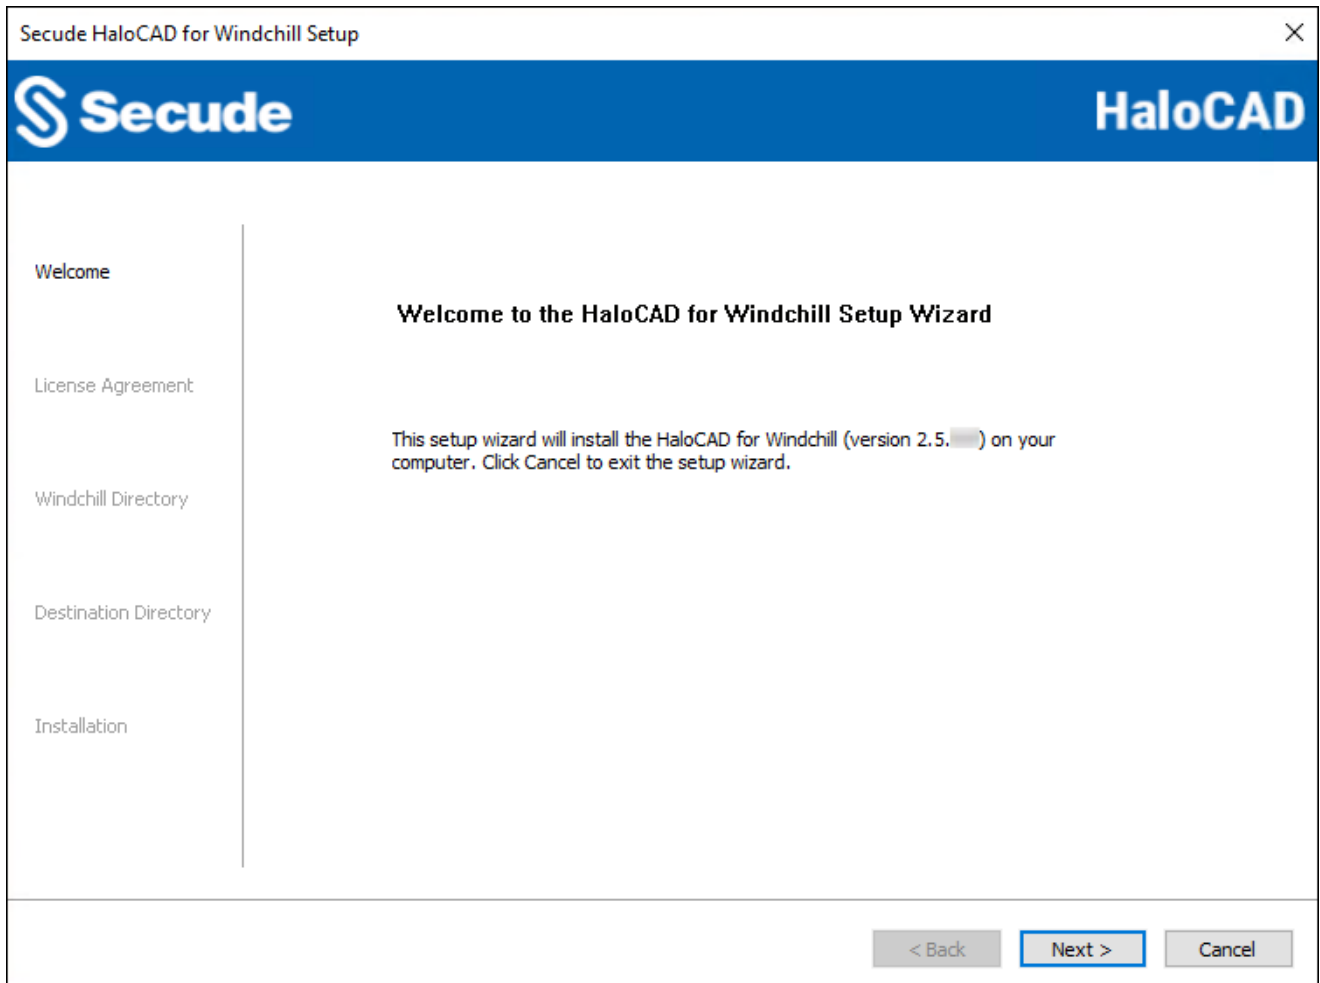 Secude HaloCAD for Windchill Setup
Secude
HaloCAD
Welcome
License Agreement
Windchill Directory
Destination Directory
Installation
Welcome to the HaloCAD for Windchill Setup Wizard
This setup wizard will install the HaloCAD for Windchill (version 2.5. ) on your
computer. Click Cancel to exit the setup wizard.
< Back
Next >
Cancel